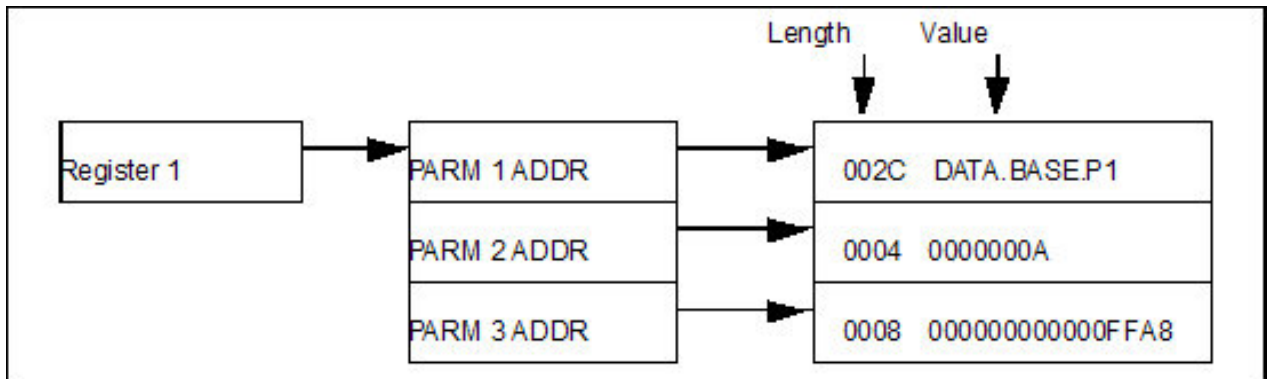 Length Value
Register 1 PARM 1 ADDR 002C DATA.BASE.P1
PARM 2 ADDR 0004 0000000A
PARM 3 ADDR 0008 000000000000FFA8